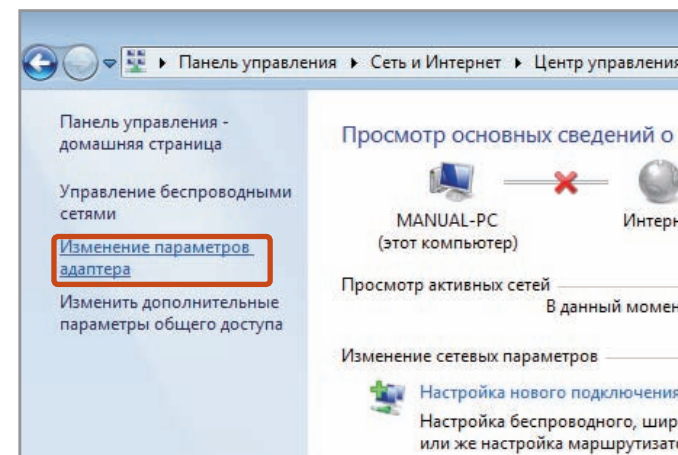 Панель управления ▸ Сеть и Интернет ▸ Центр управления
Панель управления -
домашняя страница
Управление беспроводными
сетями
Изменение параметров
адаптера
Изменить дополнительные
параметры общего доступа
Просмотр основных сведений о
MANUAL-PC
(этот компьютер)
Интерн
Просмотр активных сетей
В данный момен
Изменение сетевых параметров
Настройка нового подключения
Настройка беспроводного, шир
или же настройка маршрутизат